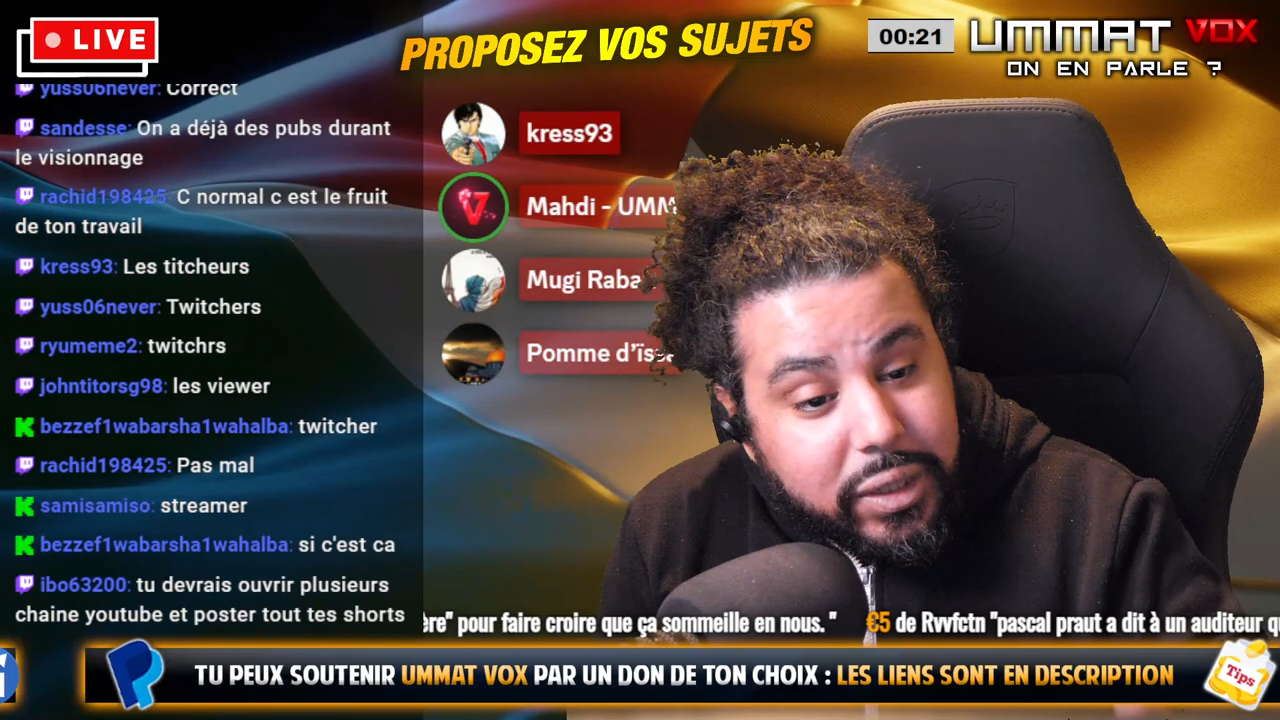 LIVE
PROPOSEZ VOS SUJETS
00:21
UMMAT VOX
ON EN PARLE ?
yuss06never: Correct
sandesse: On a déjà des pubs durant
le visionnage
rachid198425: C normal c est le fruit
de ton travail
kress93: Les titcheurs
yuss06never: Twitchers
ryumeme2: twitchrs
johntitorsg98: les viewer
bezzef1wabarsha1wahalba: twitcher
rachid198425: Pas mal
samisamiso: streamer
bezzef1wabarsha1wahalba: si c'est ca
ibo63200: tu devrais ouvrir plusieurs
chaine youtube et poster tout tes shorts
kress93
Mahdi - UMM
Mugi Raba
Pomme d'ïss
ère" pour faire croire que ça sommeille en nous. " €5 de Rvvfctn "pascal praut a dit à un auditeur q
TU PEUX SOUTENIR UMMAT VOX PAR UN DON DE TON CHOIX : LES LIENS SONT EN DESCRIPTION
Tips